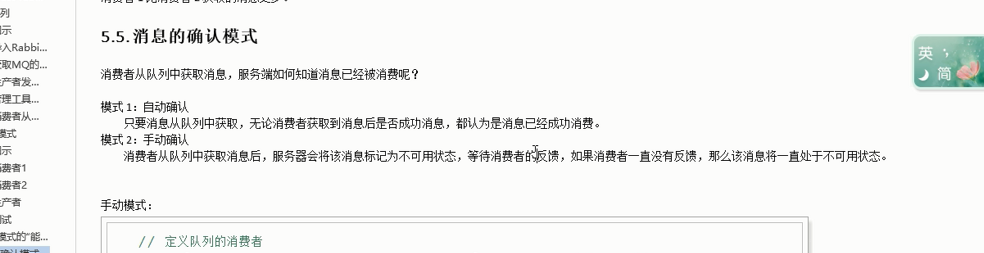 列
示
入Rabbi...
取MQ的...
生产者发...
管理工具...
消费者从...
模式
示
消费者1
消费者2
生产者
测试
模式的“能...
5.5.消息的确认模式
消费者从队列中获取消息，服务端如何知道消息已经被消费呢？
模式1：自动确认
只要消息从队列中获取，无论消费者获取到消息后是否成功消息，都认为是消息已经成功消费。
模式2：手动确认
消费者从队列中获取消息后，服务器会将该消息标记为不可用状态，等待消费者的反馈，如果消费者一直没有反馈，那么该消息将一直处于不可用状态。
手动模式：
// 定义队列的消费者
英 ，
简